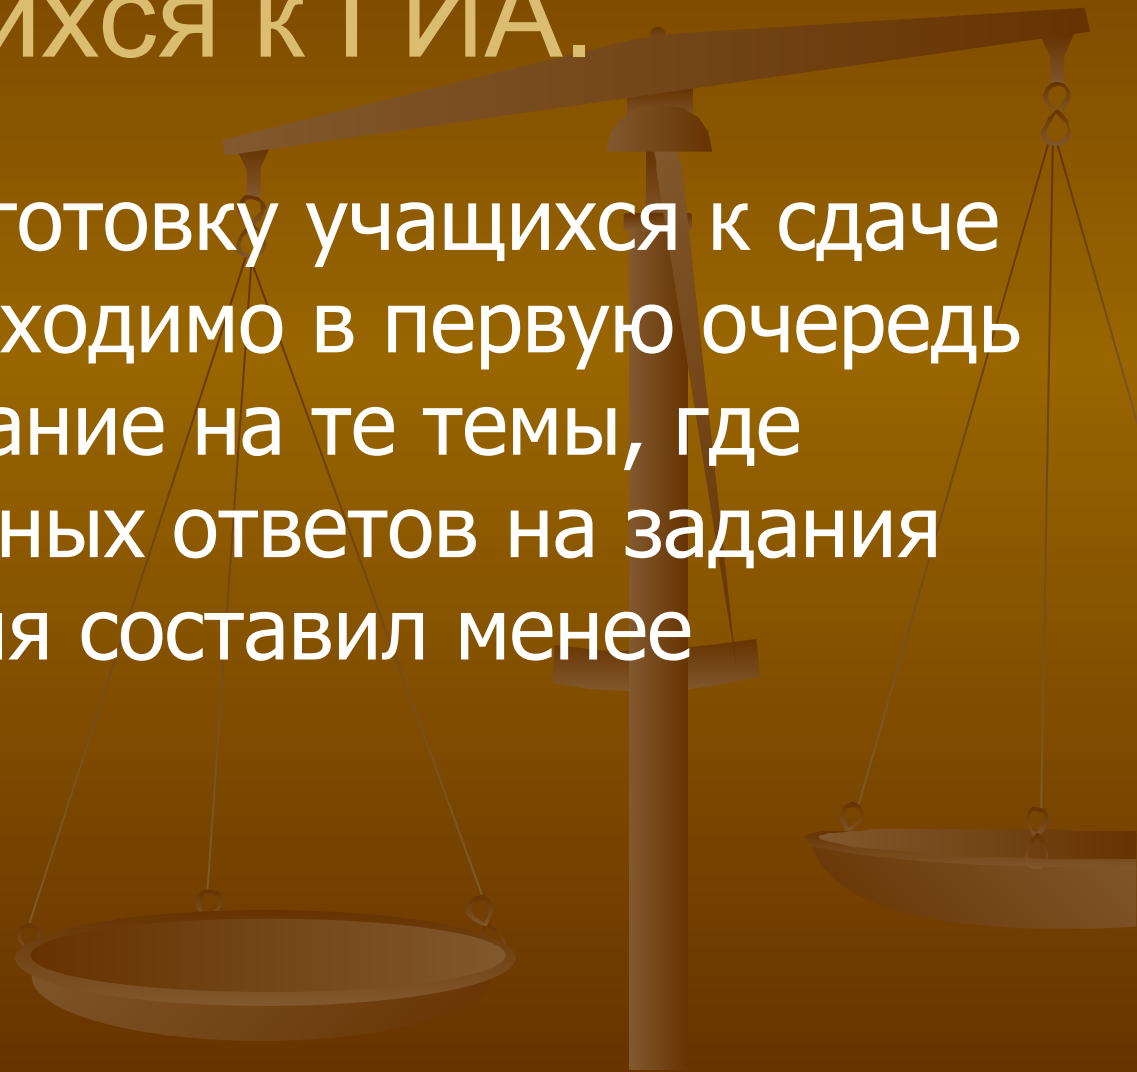 ихся к ГИА.
готовку учащихся к сдаче
ходимо в первую очередь
ание на те темы, где
ных ответов на задания
ия составил менее